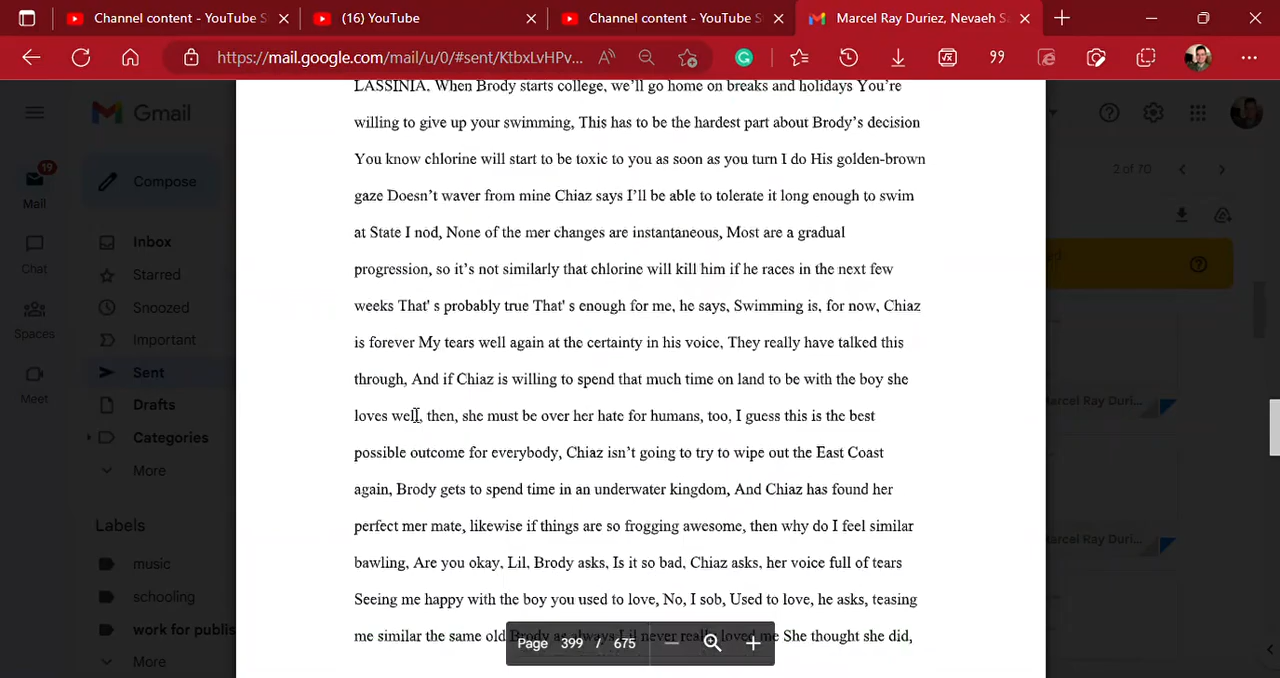 Channel content - YouTube S
(16) YouTube
Channel content - YouTube S
Marcel Ray Duriez, Nevaeh S
https://mail.google.com/mail/u/0/#sent/KtbxLvHPv...
Gmail
2 of 70
19
Mail
Chat
Spaces
Meet
Compose
Inbox
Starred
Snoozed
Important
Sent
Drafts
Categories
More
Labels
music
schooling
work for publis
More
LASSINIA. When Brody starts college, we'll go home on breaks and holidays You're
willing to give up your swimming, This has to be the hardest part about Brody's decision
You know chlorine will start to be toxic to you as soon as you turn I do His golden-brown
gaze Doesn't waver from mine Chiaz says I'll be able to tolerate it long enough to swim
at State I nod, None of the mer changes are instantaneous, Most are a gradual
progression, so it's not similarly that chlorine will kill him if he races in the next few
weeks That' s probably true That' s enough for me, he says, Swimming is, for now, Chiaz
is forever My tears well again at the certainty in his voice, They really have talked this
through, And if Chiaz is willing to spend that much time on land to be with the boy she
loves well, then, she must be over her hate for humans, too, I guess this is the best
possible outcome for everybody, Chiaz isn't going to try to wipe out the East Coast
again, Brody gets to spend time in an underwater kingdom, And Chiaz has found her
perfect mer mate, likewise if things are so frogging awesome, then why do I feel similar
bawling, Are you okay, Lil, Brody asks, Is it so bad, Chiaz asks, her voice full of tears
Seeing me happy with the boy you used to love, No, I sob, Used to love, he asks, teasing
me similar the same old Brody as always Lil never really loved me She thought she did,
Page 399 / 675
arcel Ray Duri...
Marcel Ray Duri...